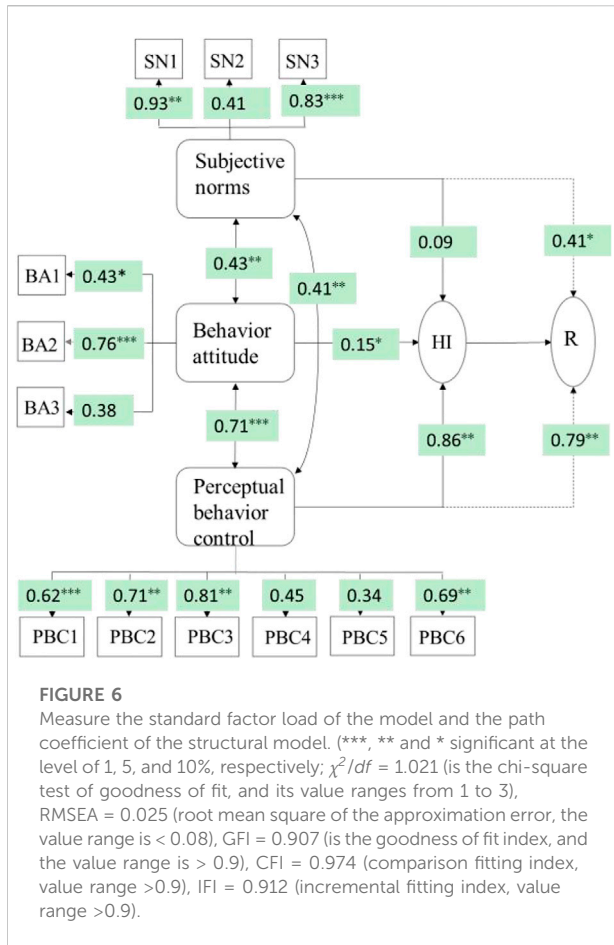 SN1 SN2 SN3
0.93** 0.41 0.83***
Subjective
norms
0.09 0.41*
0.43** 0.41**
BA1 0.43*
BA2 0.76***
Behavior
attitude
0.15* HI R
BA3 0.38
0.71*** 0.86** 0.79**
Perceptual
behavior
control
0.62*** 0.71** 0.81** 0.45 0.34 0.69**
PBC1 PBC2 PBC3 PBC4 PBC5 PBC6
FIGURE 6
Measure the standard factor load of the model and the path
coefficient of the structural model. (***, ** and * significant at the
level of 1, 5, and 10%, respectively; χ²/df = 1.021 (is the chi-square
test of goodness of fit, and its value ranges from 1 to 3),
RMSEA = 0.025 (root mean square of the approximation error, the
value range is < 0.08), GFI = 0.907 (is the goodness of fit index, and
the value range is > 0.9), CFI = 0.974 (comparison fitting index,
value range >0.9), IFI = 0.912 (incremental fitting index, value
range >0.9).